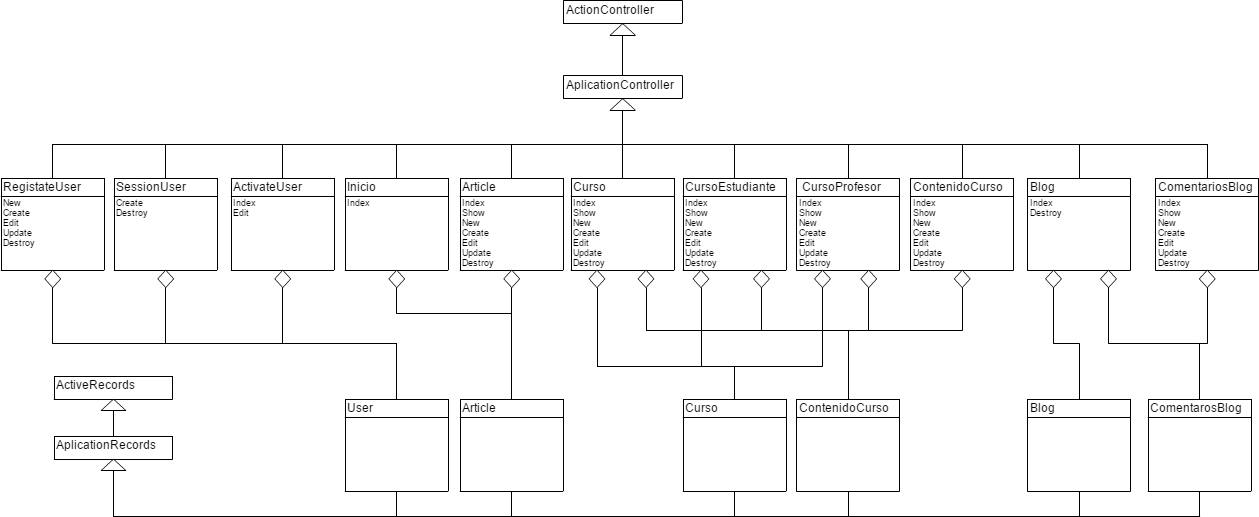 ActionController
AplicationController
RegistateUser
New
Create
Edit
Update
Destroy
SessionUser
Create
Destroy
ActivateUser
Index
Edit
Inicio
Index
Article
Index
Show
New
Create
Edit
Update
Destroy
Curso
Index
Show
New
Create
Edit
Update
Destroy
CursoEstudiante
Index
Show
New
Create
Edit
Update
Destroy
CursoProfesor
Index
Show
New
Create
Edit
Update
Destroy
ContenidoCurso
Index
Show
New
Create
Edit
Update
Destroy
Blog
Index
Destroy
ComentariosBlog
Index
Show
New
Create
Edit
Update
Destroy
ActiveRecords
AplicationRecords
User
Article
Curso
ContenidoCurso
Blog
ComentarosBlog